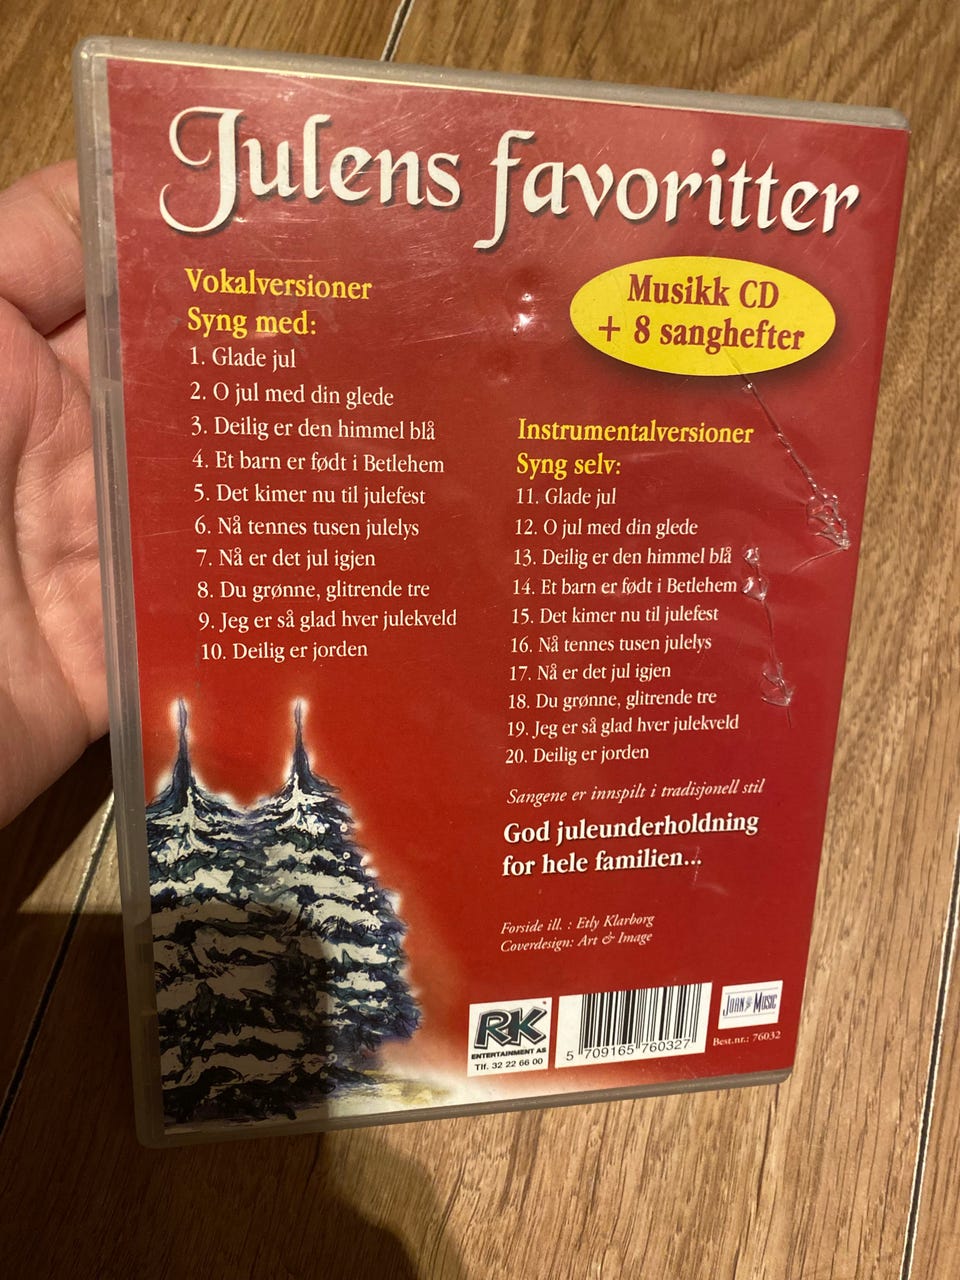 Julens favoritter
Vokalversioner
Syng med:
1. Glade jul
2. O jul med din glede
3. Deilig er den himmel blå
4. Et barn er født i Betlehem
5. Det kimer nu til julefest
6. Nå tennes tusen julelys
7. Nå er det jul igjen
8. Du grønne, glitrende tre
9. Jeg er så glad hver julekveld
10. Deilig er jorden
Musikk CD
+ 8 sanghefter
Instrumentalversioner
Syng selv:
11. Glade jul
12. O jul med din glede
13. Deilig er den himmel blå
14. Et barn er født i Betlehem
15. Det kimer nu til julefest
16. Nå tennes tusen julelys
17. Nå er det jul igjen
18. Du grønne, glitrende tre
19. Jeg er så glad hver julekveld
20. Deilig er jorden
Sangene er innspilt i tradisjonell stil
God juleunderholdning
for hele familien...
Forside ill. : Etly Klarborg
Coverdesign: Art & Image
RK
ENTERTAINMENT AS
Tlf. 32 22 66 00
5 709165 760327
JOHN MUSIC
Best.nr.: 76032